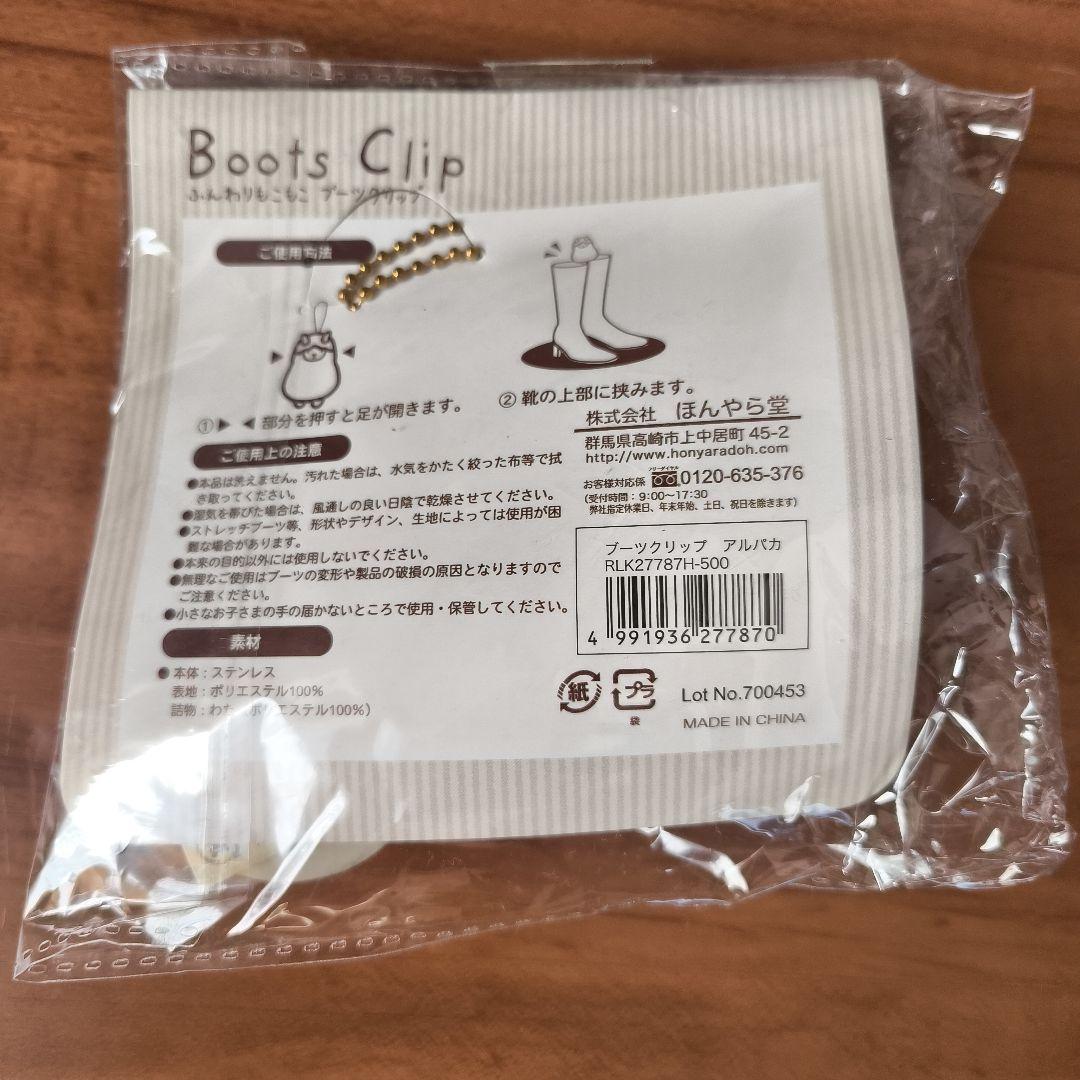 Boots Clip
ふんわりもこもこ ブーツクリップ
ご使用方法
①▶ ◀部分を押すと足が開きます。
②靴の上部に挟みます。
ご使用上の注意
●本品は洗えません。汚れた場合は、水気をかたく絞った布等で拭
き取ってください。
●湿気を帯びた場合は、風通しの良い日陰で乾燥させてください。
●ストレッチブーツ等、形状やデザイン、生地によっては使用が困
難な場合があります。
●本来の目的以外には使用しないでください。
●無理なご使用はブーツの変形や製品の破損の原因となりますので
ご注意ください。
●小さなお子さまの手の届かないところで使用・保管してください。
素材
●本体：ステンレス
表地：ポリエステル100%
詰物：わた（ポリエステル100%）
株式会社 ほんやら堂
群馬県高崎市上中居町 45-2
http://www.honyaradoh.com
お客様対応係 フリーダイヤル 0120-635-376
(受付時間：9:00〜17:30
弊社指定休業日、年末年始、土日、祝日を除きます)
ブーツクリップ アルパカ
RLK27787H-500
4 991936 277870
紙 プラ
袋
Lot No.700453
MADE IN CHINA